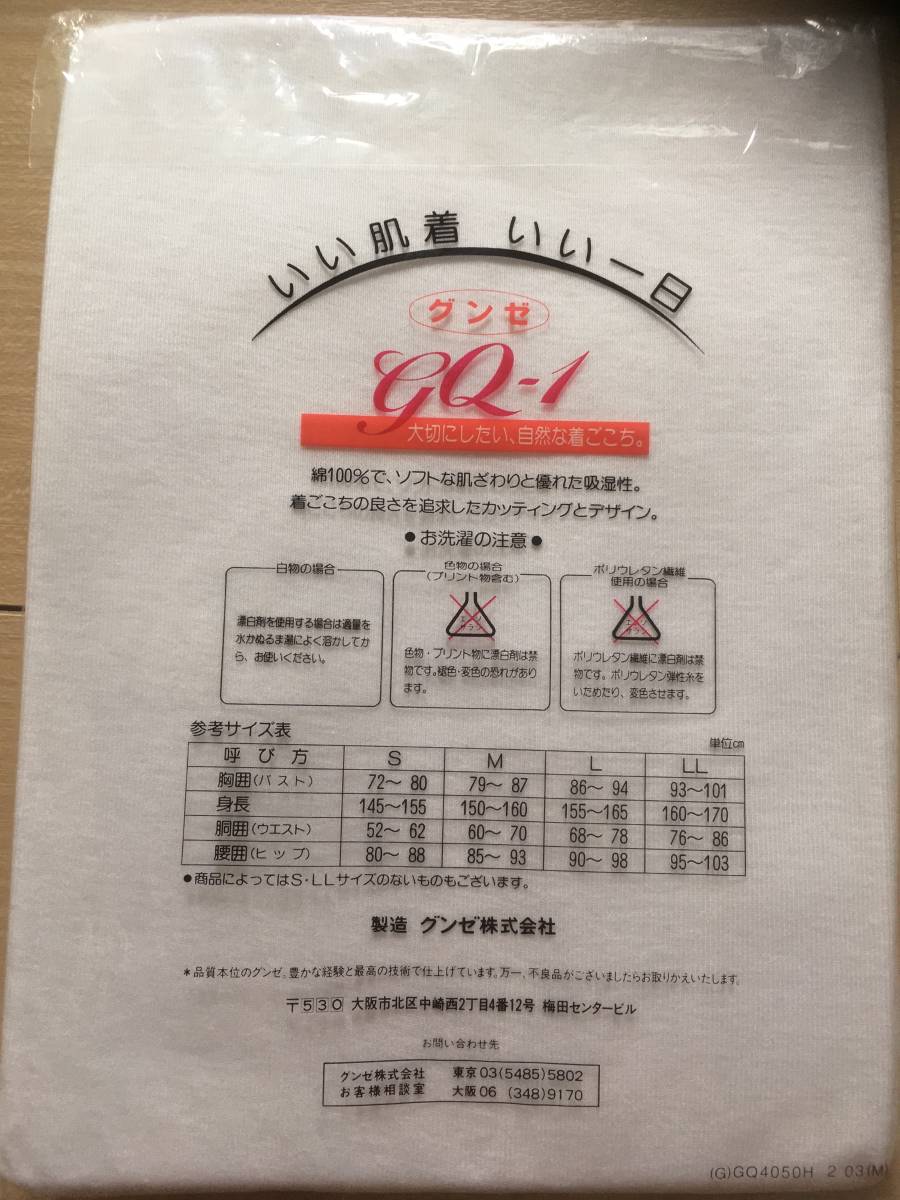 いい肌着 いい一日
グンゼ
GQ-1
大切にしたい、自然な着ごこち。
綿100%で、ソフトな肌ざわりと優れた吸湿性。
着ごこちの良さを追求したカッティングとデザイン。
●お洗濯の注意●
白物の場合
漂白剤を使用する場合は適量を
水かぬるま湯によく溶かしてか
ら、お使いください。
色物の場合
(プリント物含む)
エンソ
サラシ
色物・プリント物に漂白剤は禁
物です。褪色・変色の恐れがあり
ます。
ポリウレタン繊維
使用の場合
エンソ
サラシ
ポリウレタン繊維に漂白剤は禁
物です。ポリウレタン弾性糸を
いためたり、変色させます。
参考サイズ表
単位cm
呼び方 S M L LL
胸囲(バスト) 72〜80 79〜87 86〜94 93〜101
身長 145〜155 150〜160 155〜165 160〜170
胴囲(ウエスト) 52〜62 60〜70 68〜78 76〜86
腰囲(ヒップ) 80〜88 85〜93 90〜98 95〜103
●商品によってはS・LLサイズのないものもございます。
製造 グンゼ株式会社
*品質本位のグンゼ。豊かな経験と最高の技術で仕上げています。万一、不良品がございましたらお取りかえいたします。
〒530 大阪市北区中崎西2丁目4番12号 梅田センタービル
お問い合わせ先
グンゼ株式会社 東京03(5485)5802
お客様相談室 大阪06 (348)9170
(G)GQ4050H 2 03(M)